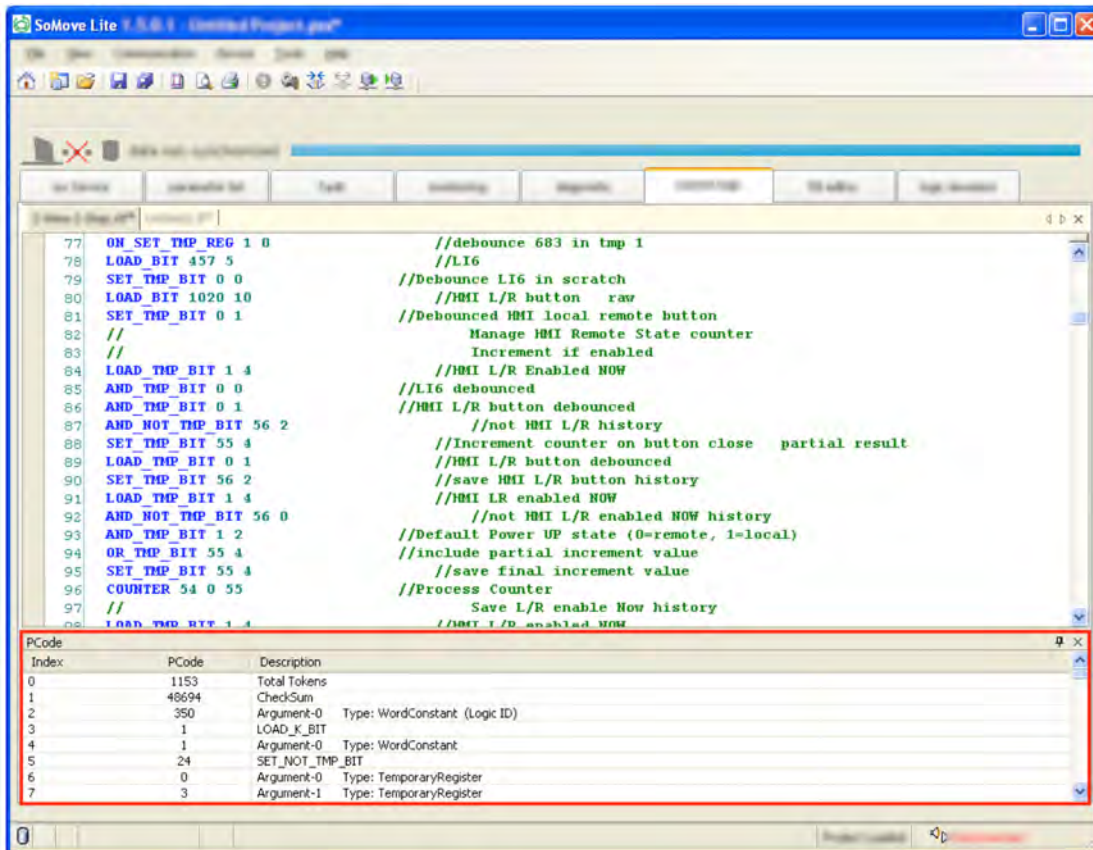 SoMove Lite
77 ON_SET_TMP_REG 1 0 //debounce 683 in tmp 1
78 LOAD_BIT 457 5 //LI6
79 SET_TMP_BIT 0 0 //Debounce LI6 in scratch
80 LOAD_BIT 1020 10 //HMI L/R button raw
81 SET_TMP_BIT 0 1 //Debounced HMI local remote button
82 // Manage HMI Remote State counter
83 // Increment if enabled
84 LOAD_TMP_BIT 1 4 //HMI L/R Enabled NOW
85 AND_TMP_BIT 0 0 //LI6 debounced
86 AND_TMP_BIT 0 1 //HMI L/R button debounced
87 AND_NOT_TMP_BIT 56 2 //not HMI L/R history
88 SET_TMP_BIT 55 4 //Increment counter on button close partial result
89 LOAD_TMP_BIT 0 1 //HMI L/R button debounced
90 SET_TMP_BIT 56 2 //save HMI L/R button history
91 LOAD_TMP_BIT 1 4 //HMI LR enabled NOW
92 AND_NOT_TMP_BIT 56 0 //not HMI L/R enabled NOW history
93 AND_TMP_BIT 1 2 //Default Power UP state (0=remote, 1=local)
94 OR_TMP_BIT 55 4 //include partial increment value
95 SET_TMP_BIT 55 4 //save final increment value
96 COUNTER 54 0 55 //Process Counter
97 // Save L/R enable Now history
98 LOAD_TMP_BIT 1 4 //HMI L/R enabled NOW
PCode
Index PCode Description
0 1153 Total Tokens
1 48694 CheckSum
2 350 Argument-0 Type: WordConstant (Logic ID)
3 1 LOAD_K_BIT
4 1 Argument-0 Type: WordConstant
5 24 SET_NOT_TMP_BIT
6 0 Argument-0 Type: TemporaryRegister
7 3 Argument-1 Type: TemporaryRegister